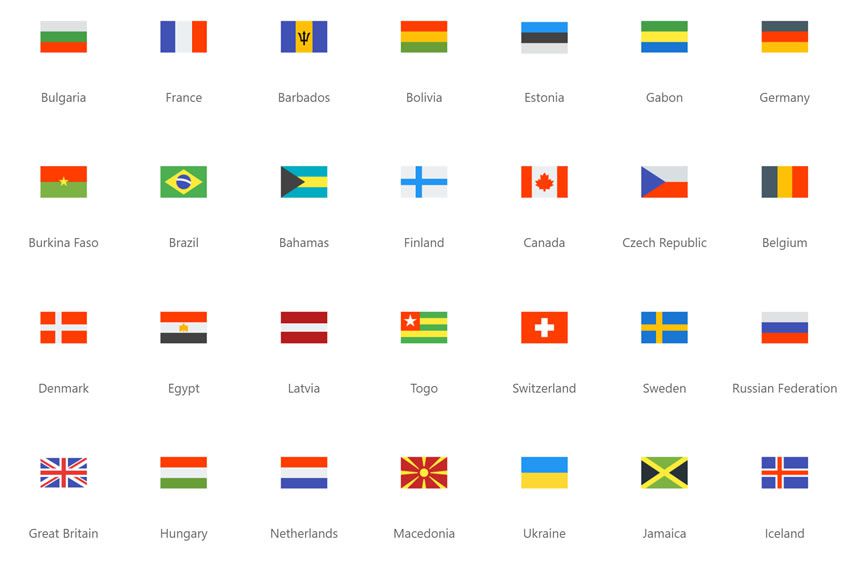 Bulgaria
France
Barbados
Bolivia
Estonia
Gabon
Germany
Burkina Faso
Brazil
Bahamas
Finland
Canada
Czech Republic
Belgium
Denmark
Egypt
Latvia
Togo
Switzerland
Sweden
Russian Federation
Great Britain
Hungary
Netherlands
Macedonia
Ukraine
Jamaica
Iceland